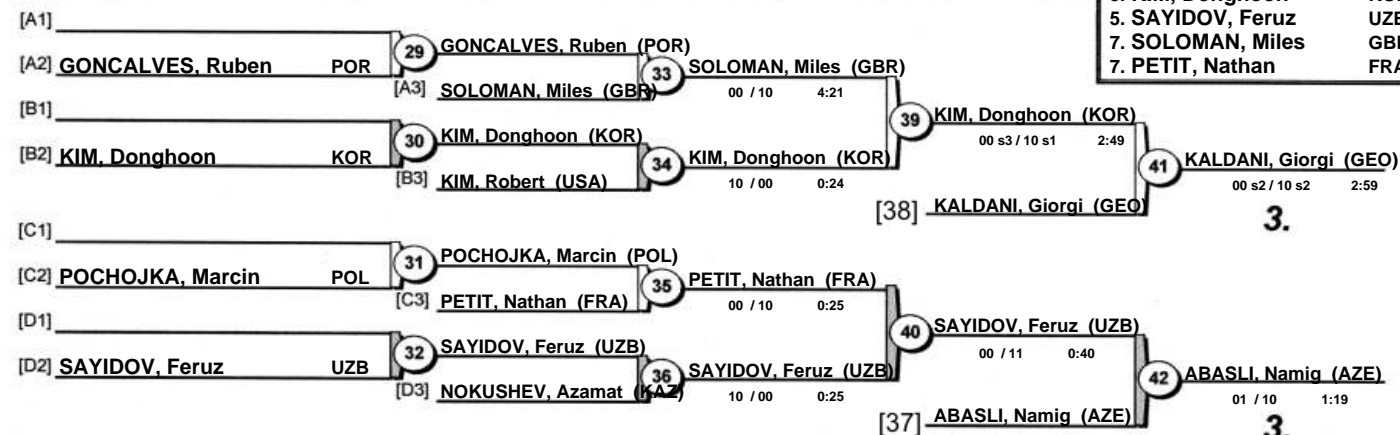 5. SAYIDOV, Feruz UZB
7. SOLOMAN, Miles
7. PETIT, Nathan
[A1]
29 GONCALVES, Ruben (POR)
[A2] GONCALVES, Ruben POR
33 SOLOMAN, Miles (GBR)
[A3] SOLOMAN, Miles (GBR)
00 / 10 4:21
[B1]
39 KIM, Donghoon (KOR)
00 s3 / 10 s1 2:49
30 KIM, Donghoon (KOR)
[B2] KIM, Donghoon KOR
34 KIM, Donghoon (KOR)
41 KALDANI, Giorgi (GEO)
[B3] KIM, Robert (USA)
10 / 00 0:24
00 s2 / 10 s2 2:59
[38] KALDANI, Giorgi (GEO)
3.
[C1]
31 POCHOJKA, Marcin (POL)
[C2] POCHOJKA, Marcin POL
35 PETIT, Nathan (FRA)
[C3] PETIT, Nathan (FRA)
00 / 10 0:25
[D1]
40 SAYIDOV, Feruz (UZB)
32 SAYIDOV, Feruz (UZB)
00 / 11 0:40
[D2] SAYIDOV, Feruz UZB
36 SAYIDOV, Feruz (UZB)
42 ABASLI, Namig (AZE)
[D3] NOKUSHEV, Azamat (KAZ)
10 / 00 0:25
01 / 10 1:19
[37] ABASLI, Namig (AZE)
3.